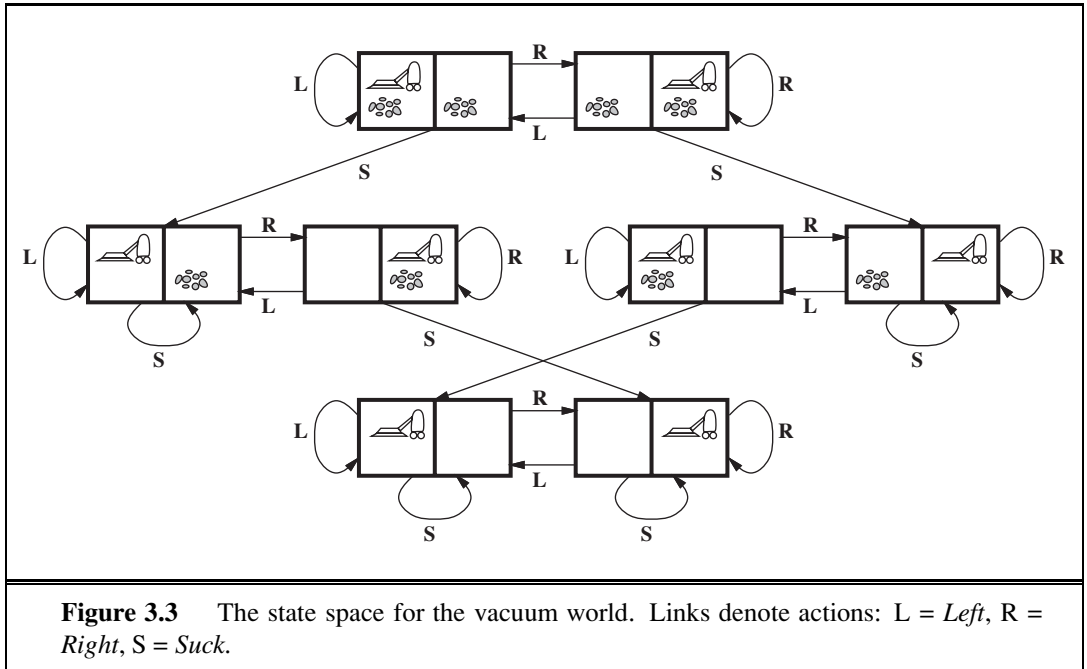 R
L R
L
S S
R R
L R L R
L L
S S
S S
R
L R
L
S S
Figure 3.3 The state space for the vacuum world. Links denote actions: L = Left, R =
Right, S = Suck.